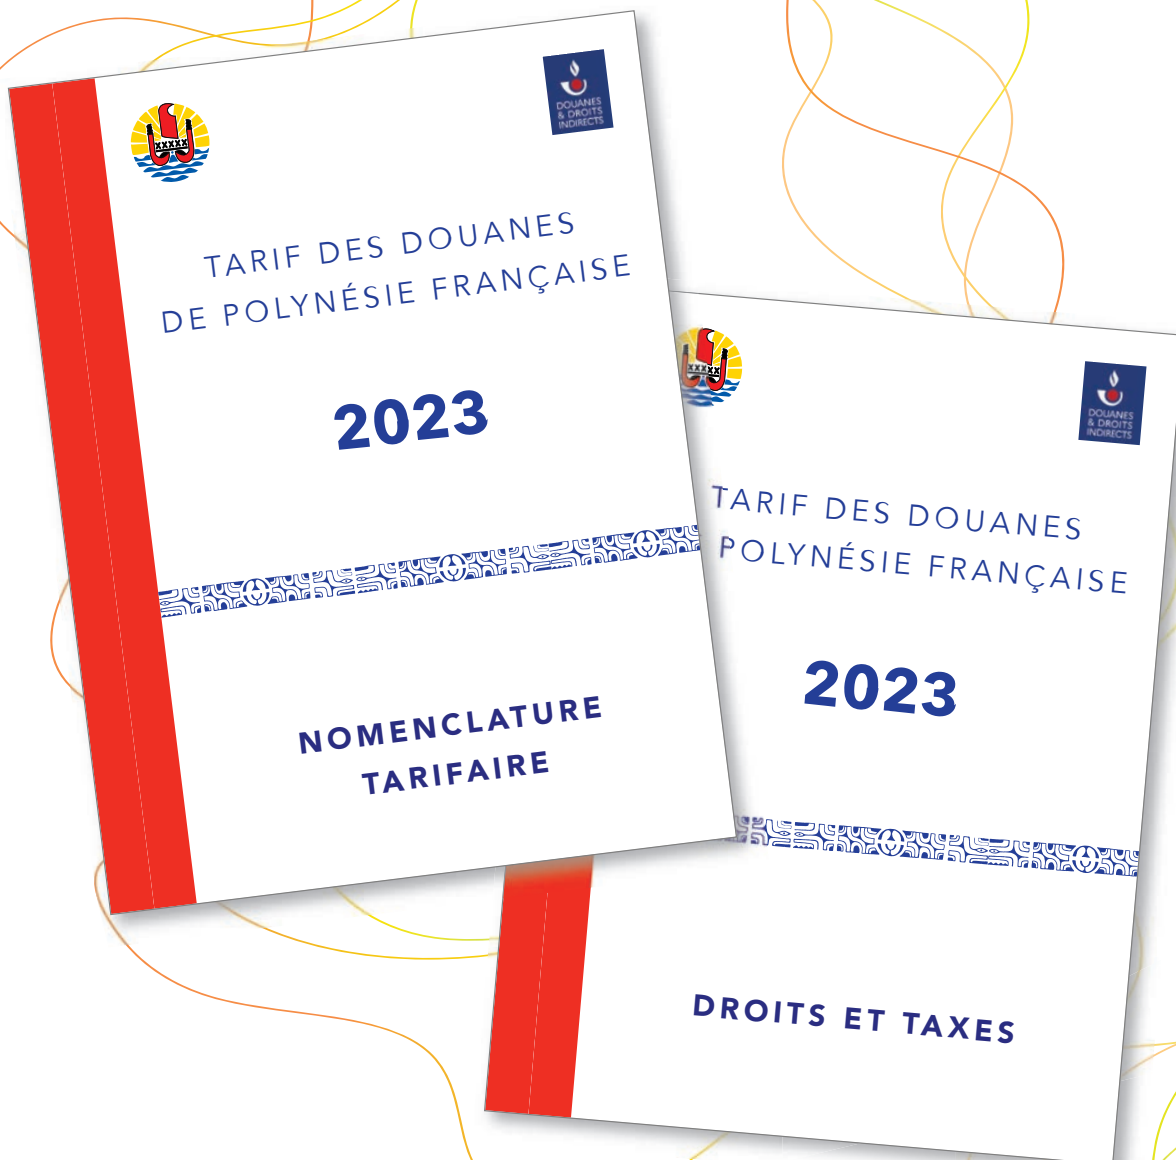 DOUANES
& DROITS
INDIRECTS
TARIF DES DOUANES
DE POLYNÉSIE FRANÇAISE
2023
NOMENCLATURE
TARIFAIRE
DOUANES
& DROITS
INDIRECTS
TARIF DES DOUANES
POLYNÉSIE FRANÇAISE
2023
DROITS ET TAXES